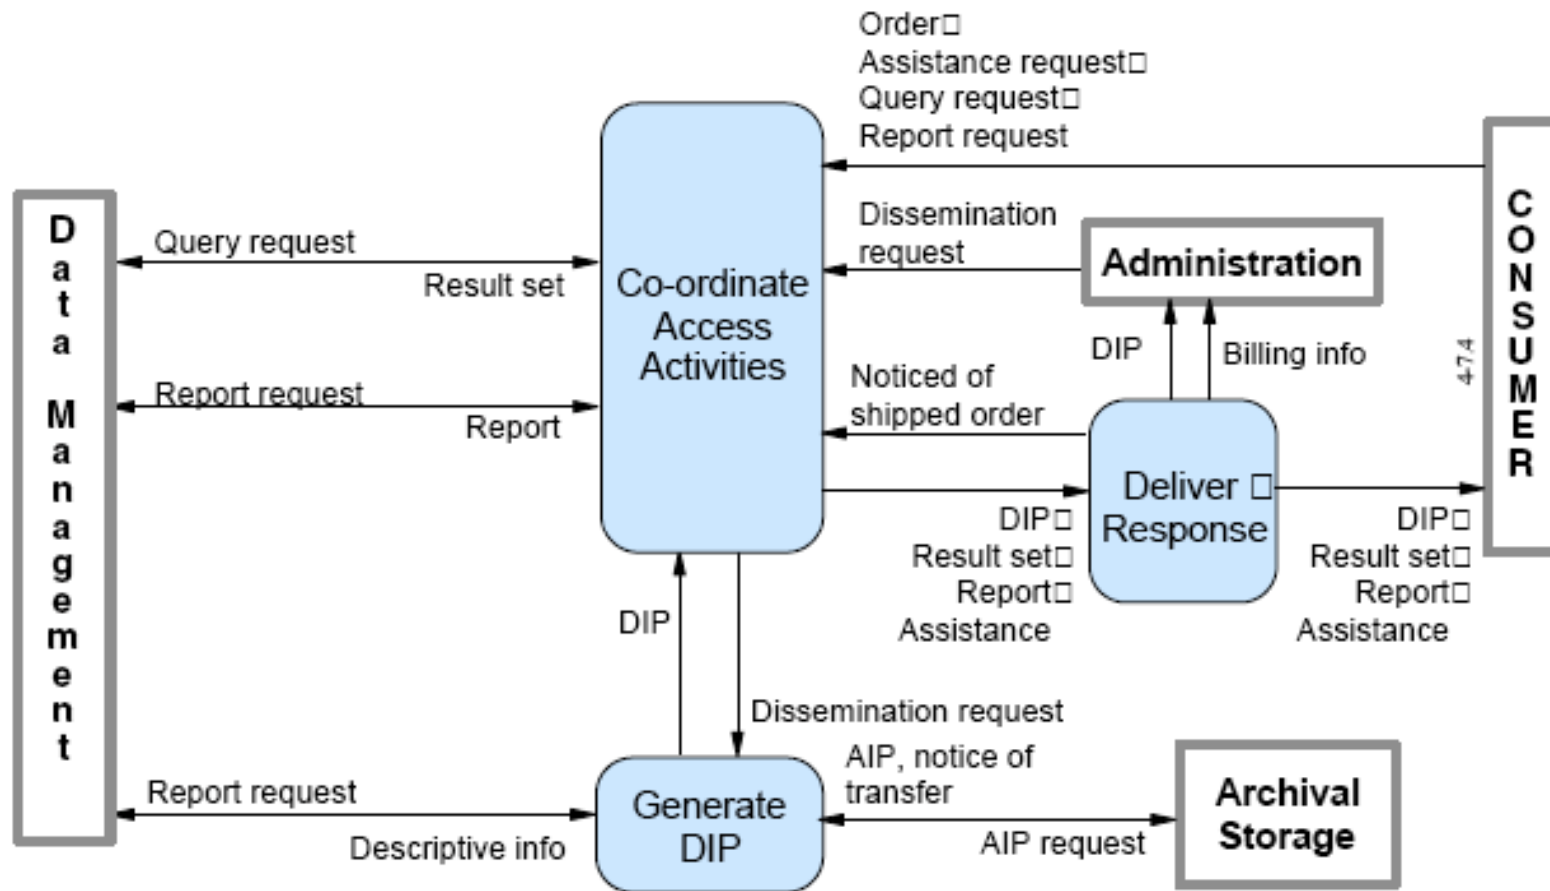 Order□
Assistance request□
Query request□
Report request
Dissemination
request
Administration
CONSUMER
Data Management
Query request
Result set
Co-ordinate
Access
Activities
DIP
Billing info
4-7.4
Report request
Report
Noticed of
shipped order
Deliver □
Response
DIP□
Result set□
Report□
Assistance
DIP□
Result set□
Report□
Assistance
DIP
Dissemination request
Report request
Descriptive info
Generate
DIP
AIP, notice of
transfer
AIP request
Archival
Storage